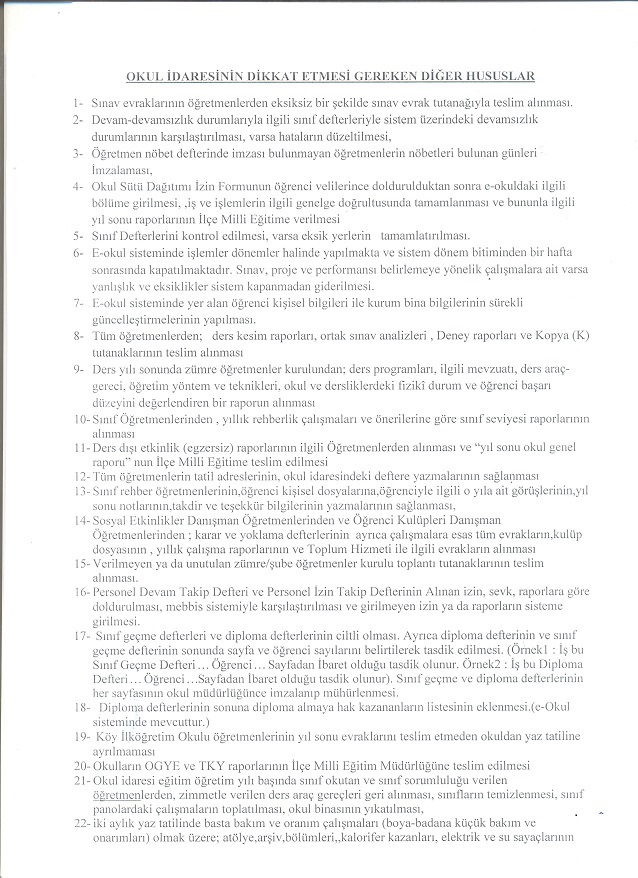 OKUL İDARESİNİN DİKKAT ETMESİ GEREKEN DİĞER HUSUSLAR
1- Sınav evraklarının öğretmenlerden eksiksiz bir şekilde sınav evrak tutanağıyla teslim alınması.
2- Devam-devamsızlık durumlarıyla ilgili sınıf defterleriyle sistem üzerindeki devamsızlık
durumlarının karşılaştırılması, varsa hataların düzeltilmesi,
3- Öğretmen nöbet defterinde imzası bulunmayan öğretmenlerin nöbetleri bulunan günleri
İmzalaması,
4- Okul Sütü Dağıtımı İzin Formunun öğrenci velilerince doldurulduktan sonra e-okuldaki ilgili
bölüme girilmesi, ,iş ve işlemlerin ilgili genelge doğrultusunda tamamlanması ve bununla ilgili
yıl sonu raporlarının İlçe Milli Eğitime verilmesi
5- Sınıf Defterlerini kontrol edilmesi, varsa eksik yerlerin tamamlatırılması.
6- E-okul sisteminde işlemler dönemler halinde yapılmakta ve sistem dönem bitiminden bir hafta
sonrasında kapatılmaktadır. Sınav, proje ve performansı belirlemeye yönelik çalışmalara ait varsa
yanlışlık ve eksiklikler sistem kapanmadan giderilmesi.
7- E-okul sisteminde yer alan öğrenci kişisel bilgileri ile kurum bina bilgilerinin sürekli
güncelleştirmelerinin yapılması.
8- Tüm öğretmenlerden; ders kesim raporları, ortak sınav analizleri , Deney raporları ve Kopya (K)
tutanaklarının teslim alınması
9- Ders yılı sonunda zümre öğretmenler kurulundan; ders programları, ilgili mevzuatı, ders araç-
gereci, öğretim yöntem ve teknikleri, okul ve dersliklerdeki fizikî durum ve öğrenci başarı
düzeyini değerlendiren bir raporun alınması
10- Sınıf Öğretmenlerinden , yıllık rehberlik çalışmaları ve önerilerine göre sınıf seviyesi raporlarının
alınması
11- Ders dışı etkinlik (egzersiz) raporlarının ilgili Öğretmenlerden alınması ve “yıl sonu okul genel
raporu” nun İlçe Milli Eğitime teslim edilmesi
12- Tüm öğretmenlerin tatil adreslerinin, okul idaresindeki deftere yazmalarının sağlanması
13- Sınıf rehber öğretmenlerinin,öğrenci kişisel dosyalarına,öğrenciyle ilgili o yıla ait görüşlerinin,yıl
sonu notlarının,takdir ve teşekkür bilgilerinin yazmalarının sağlanması,
14- Sosyal Etkinlikler Danışman Öğretmenlerinden ve Öğrenci Kulüpleri Danışman
Öğretmenlerinden ; karar ve yoklama defterlerinin ayrıca çalışmalara esas tüm evrakların,kulüp
dosyasının , yıllık çalışma raporlarının ve Toplum Hizmeti ile ilgili evrakların alınması
15- Verilmeyen ya da unutulan zümre/şube öğretmenler kurulu toplantı tutanaklarının teslim
alınması.
16- Personel Devam Takip Defteri ve Personel İzin Takip Defterinin Alınan izin, sevk, raporlara göre
doldurulması, mebbis sistemiyle karşılaştırılması ve girilmeyen izin ya da raporların sisteme
girilmesi.
17- Sınıf geçme defterleri ve diploma defterlerinin ciltli olması. Ayrıca diploma defterinin ve sınıf
geçme defterinin sonunda sayfa ve öğrenci sayılarını belirtilerek tasdik edilmesi. (Örnek1 : İş bu
Sınıf Geçme Defteri… Öğrenci… Sayfadan İbaret olduğu tasdik olunur. Örnek2 : İş bu Diploma
Defteri… Öğrenci …Sayfadan İbaret olduğu tasdik olunur). Sınıf geçme ve diploma defterlerinin
her sayfasının okul müdürlüğünce imzalanıp mühürlenmesi.
18- Diploma defterlerinin sonuna diploma almaya hak kazananların listesinin eklenmesi.(e-Okul
sisteminde mevcuttur.)
19- Köy İlköğretim Okulu öğretmenlerinin yıl sonu evraklarını teslim etmeden okuldan yaz tatiline
ayrılmaması
20- Okulların OGYE ve TKY raporlarının İlçe Milli Eğitim Müdürlüğüne teslim edilmesi
21- Okul idaresi eğitim öğretim yılı başında sınıf okutan ve sınıf sorumluluğu verilen
öğretmenlerden, zimmetle verilen ders araç gereçleri geri alınması, sınıfların temizlenmesi, sınıf
panolardaki çalışmaların toplatılması, okul binasının yıkatılması,
22- iki aylık yaz tatilinde basta bakım ve oranım çalışmaları (boya-badana küçük bakım ve
onarımları) olmak üzere; atölye,arşiv,bölümleri,,kalorifer kazanları, elektrik ve su sayaçlarının